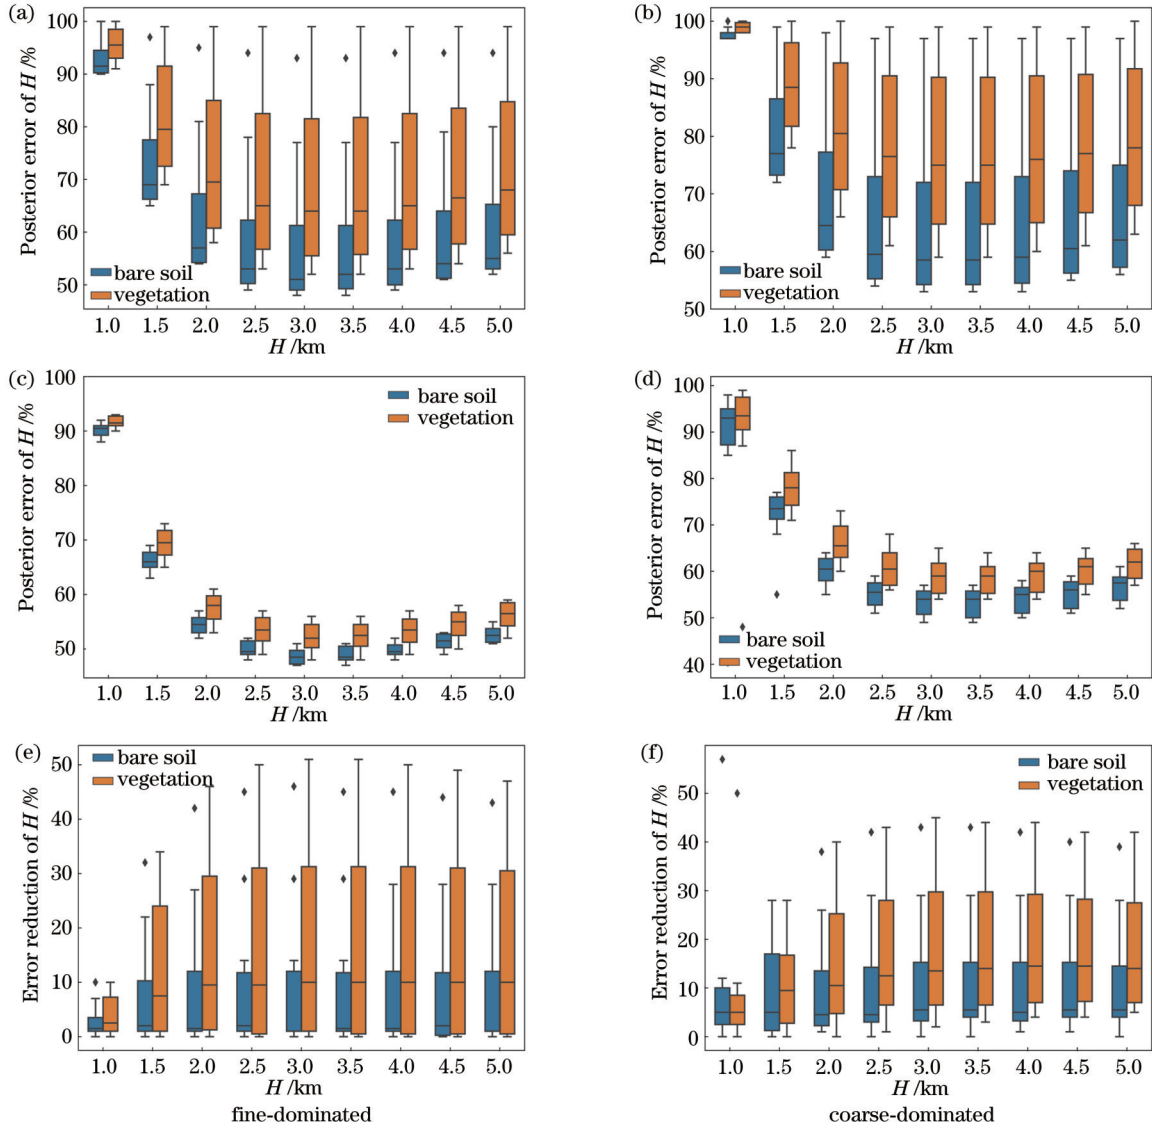 (a)
100
90
80
70
60
50
Posterior error of H /%
bare soil
vegetation
1.0 1.5 2.0 2.5 3.0 3.5 4.0 4.5 5.0
H /km
(b)
100
90
80
70
60
50
Posterior error of H /%
bare soil
vegetation
1.0 1.5 2.0 2.5 3.0 3.5 4.0 4.5 5.0
H /km
(c)
100
90
80
70
60
50
Posterior error of H /%
bare soil
vegetation
1.0 1.5 2.0 2.5 3.0 3.5 4.0 4.5 5.0
H /km
(d)
100
90
80
70
60
50
40
Posterior error of H /%
bare soil
vegetation
1.0 1.5 2.0 2.5 3.0 3.5 4.0 4.5 5.0
H /km
(e)
50
40
30
20
10
0
Error reduction of H /%
bare soil
vegetation
1.0 1.5 2.0 2.5 3.0 3.5 4.0 4.5 5.0
H /km
fine-dominated
(f)
50
40
30
20
10
0
Error reduction of H /%
bare soil
vegetation
1.0 1.5 2.0 2.5 3.0 3.5 4.0 4.5 5.0
H /km
coarse-dominated